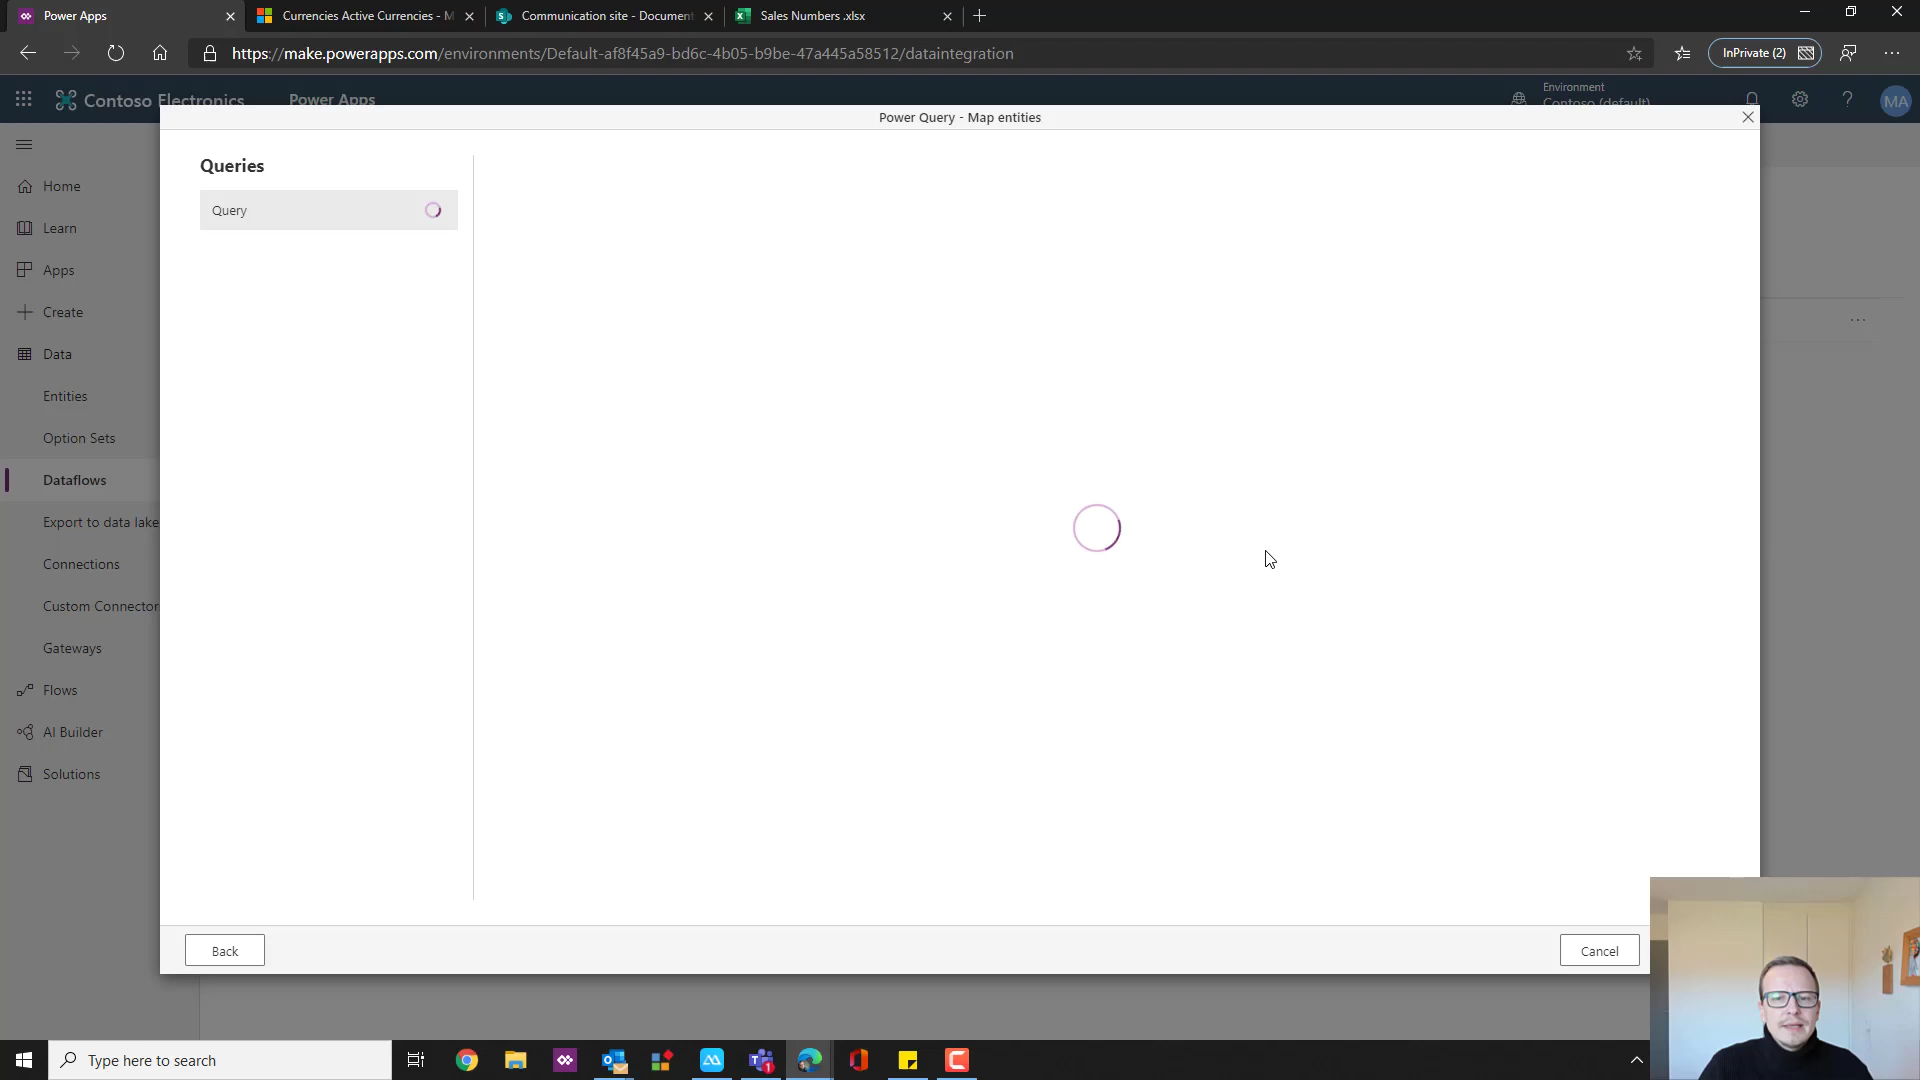 Power Apps
Currencies Active Currencies - M
Communication site - Document
Sales Numbers .xlsx
https://make.powerapps.com/environments/Default-af8f45a9-bd6c-4b05-b9be-47a445a58512/dataintegration
InPrivate (2)
Contoso Electronics
Power Apps
Environment
Contoso (default)
MA
Power Query - Map entities
Queries
Query
Home
Learn
Apps
Create
Data
Entities
Option Sets
Dataflows
Export to data lake
Connections
Custom Connector
Gateways
Flows
AI Builder
Solutions
Back
Cancel
Type here to search
1